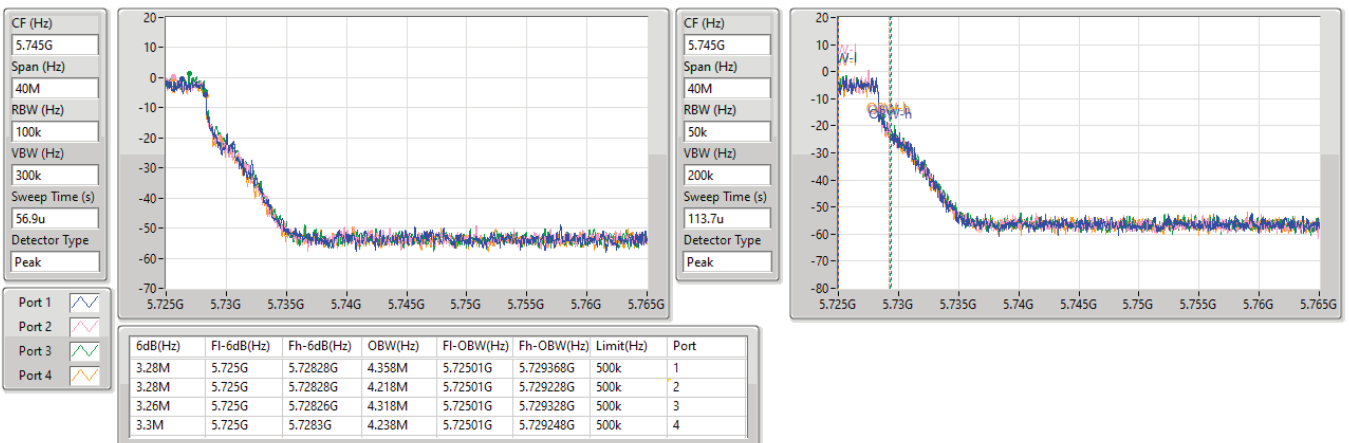 CF (Hz)
5.745G
Span (Hz)
40M
RBW (Hz)
100k
VBW (Hz)
300k
Sweep Time (s)
56.9u
Detector Type
Peak
20
10
0
-10
-20
-30
-40
-50
-60
-70
5.725G 5.73G 5.735G 5.74G 5.745G 5.75G 5.755G 5.76G 5.765G
CF (Hz)
5.745G
Span (Hz)
40M
RBW (Hz)
50k
VBW (Hz)
200k
Sweep Time (s)
113.7u
Detector Type
Peak
20
10
0
-10
-20
-30
-40
-50
-60
-70
-80
OBW-h
5.725G 5.73G 5.735G 5.74G 5.745G 5.75G 5.755G 5.76G 5.765G
Port 1
Port 2
Port 3
Port 4
6dB(Hz) Fl-6dB(Hz) Fh-6dB(Hz) OBW(Hz) Fl-OBW(Hz) Fh-OBW(Hz) Limit(Hz) Port
3.28M 5.725G 5.72828G 4.358M 5.72501G 5.729368G 500k 1
3.28M 5.725G 5.72828G 4.218M 5.72501G 5.729228G 500k 2
3.26M 5.725G 5.72826G 4.318M 5.72501G 5.729328G 500k 3
3.3M 5.725G 5.7283G 4.238M 5.72501G 5.729248G 500k 4